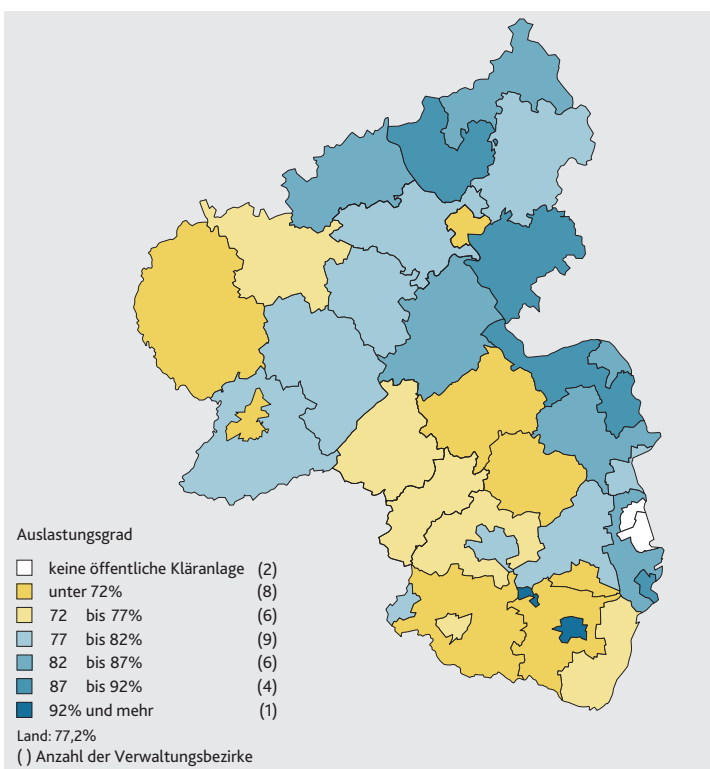 Auslastungsgrad
keine öffentliche Kläranlage (2)
unter 72% (8)
72 bis 77% (6)
77 bis 82% (9)
82 bis 87% (6)
87 bis 92% (4)
92% und mehr (1)
Land: 77,2%
( ) Anzahl der Verwaltungsbezirke